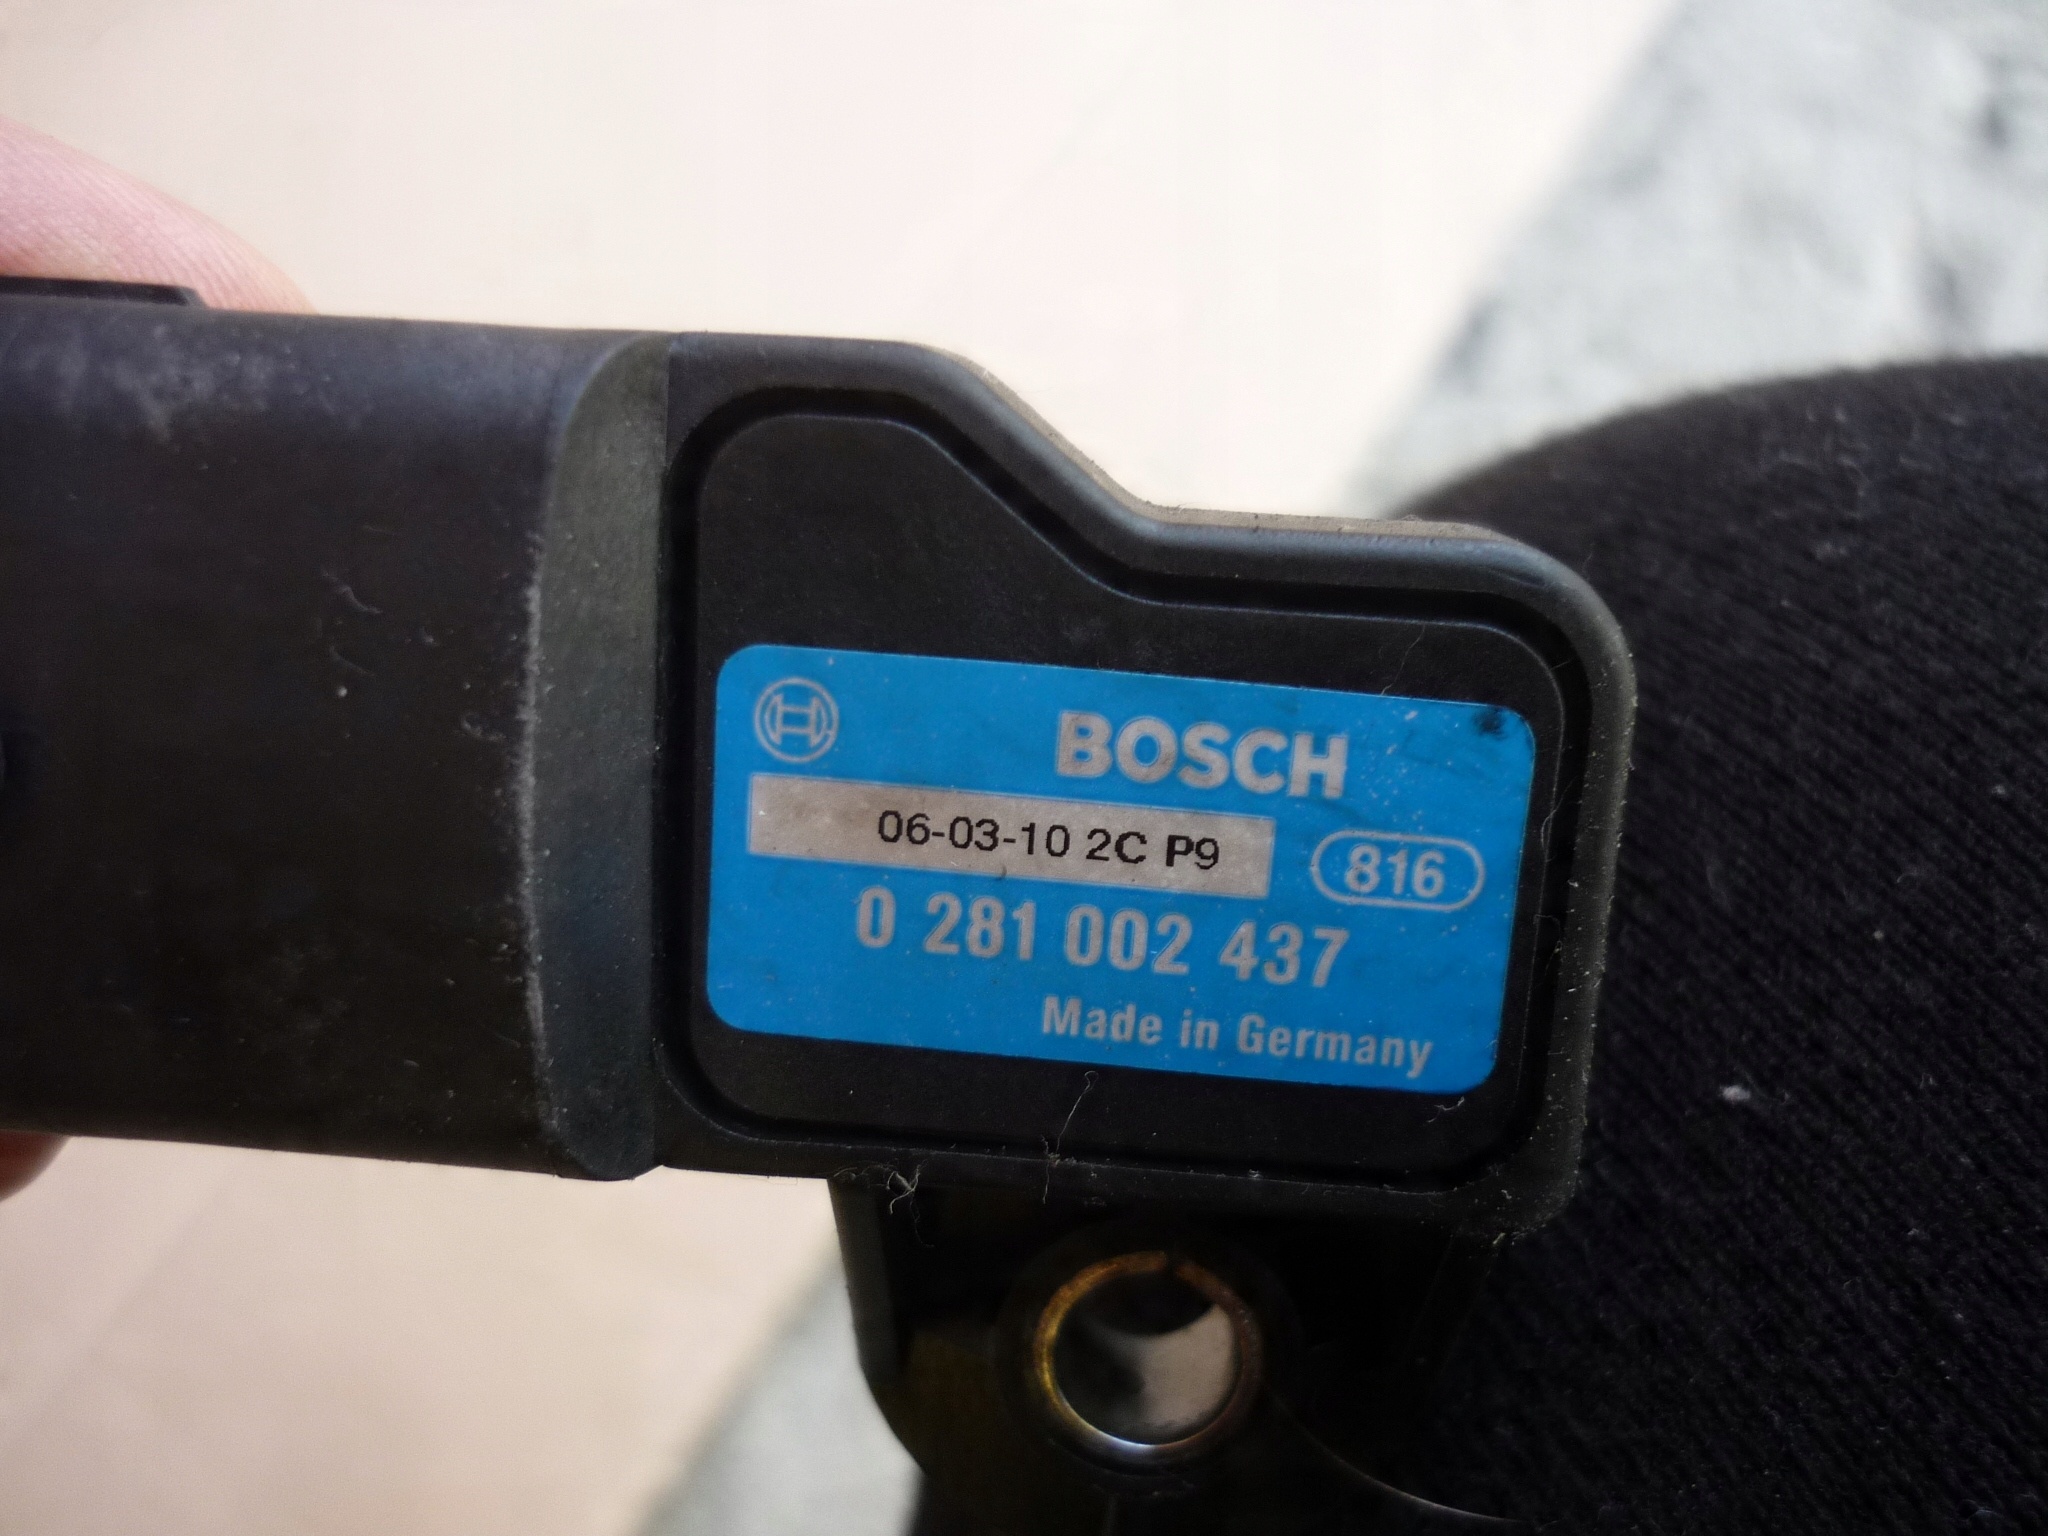 BOSCH
06-03-10 2C P9
816
0 281 002 437
Made in Germany